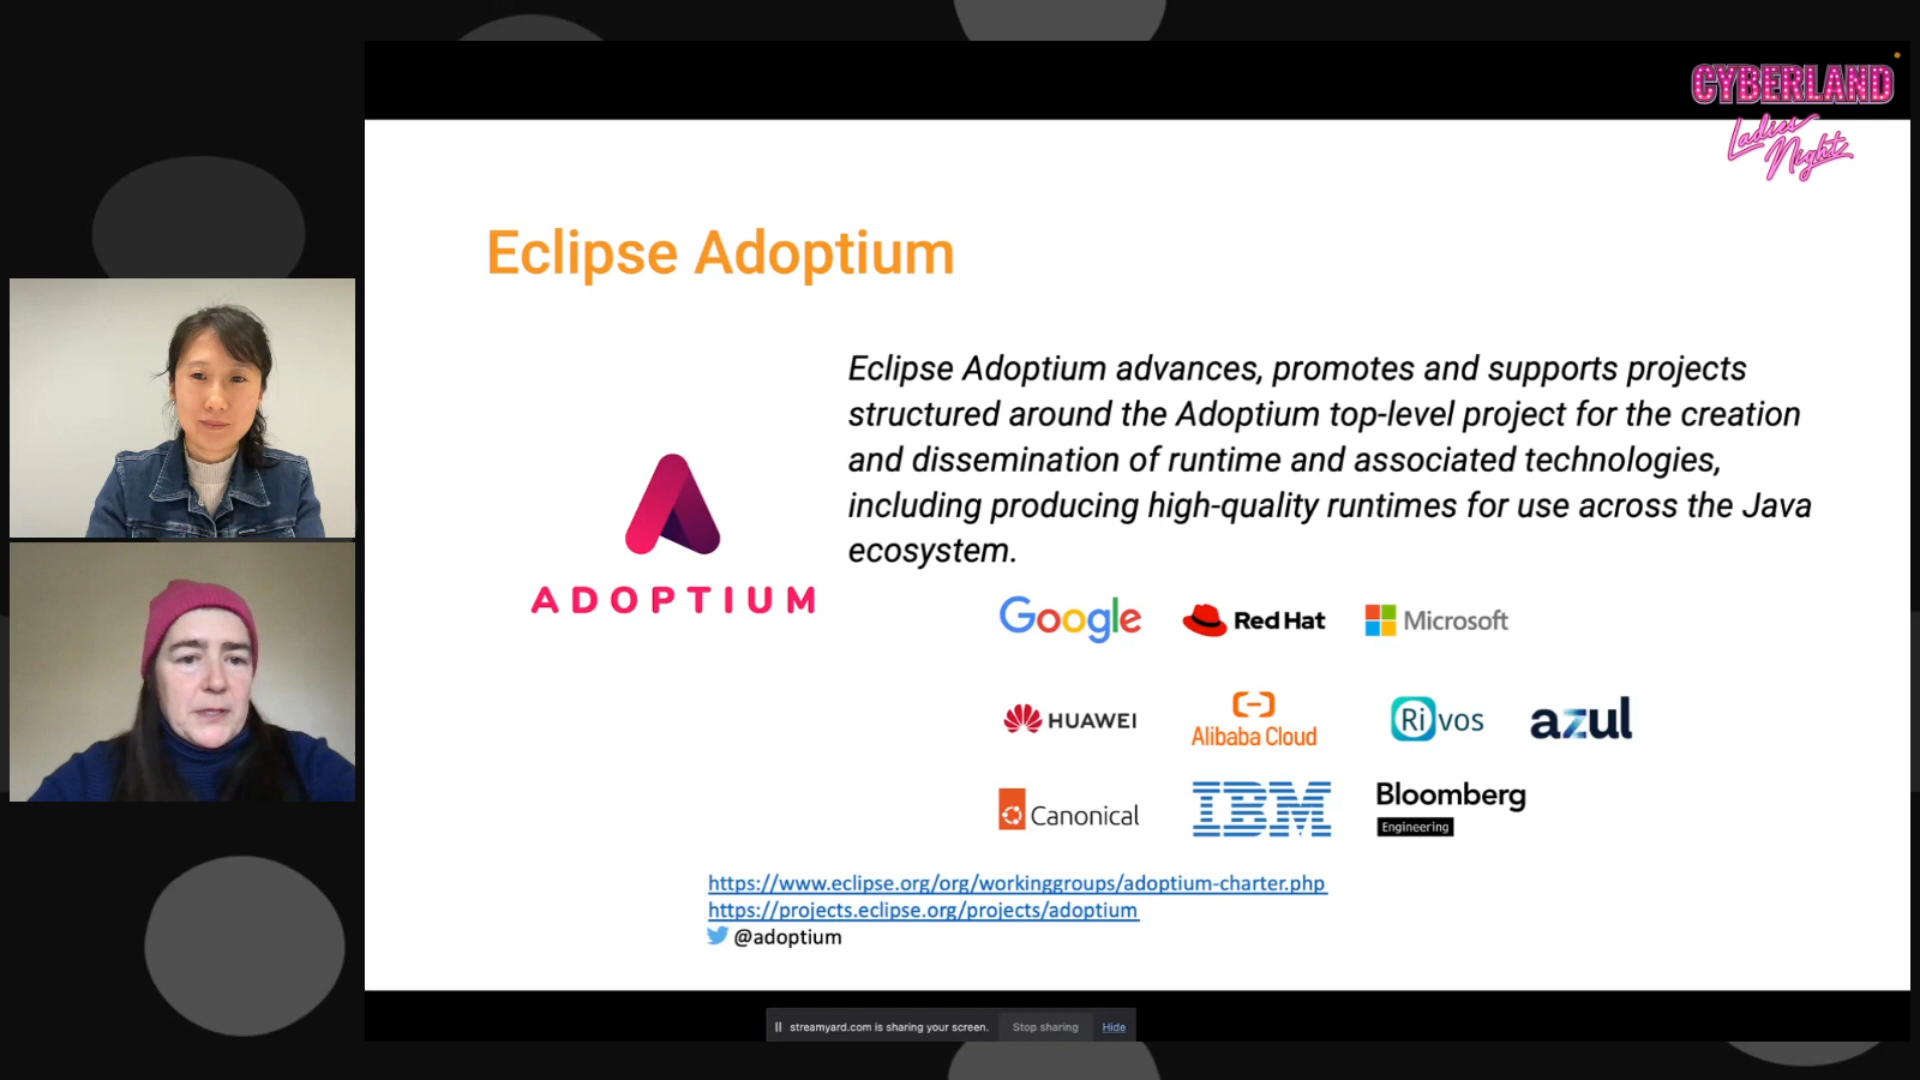 CYBERLAND
Ladies
Night
Eclipse Adoptium
Eclipse Adoptium advances, promotes and supports projects
structured around the Adoptium top-level project for the creation
and dissemination of runtime and associated technologies,
including producing high-quality runtimes for use across the Java
ecosystem.
ADOPTIUM
Google Red Hat Microsoft
HUAWEI Alibaba Cloud Rivos azul
Canonical IBM Bloomberg
Engineering
https://www.eclipse.org/org/workinggroups/adoptium-charter.php
https://projects.eclipse.org/projects/adoptium
@adoptium
streamyard.com is sharing your screen. Stop sharing Hide